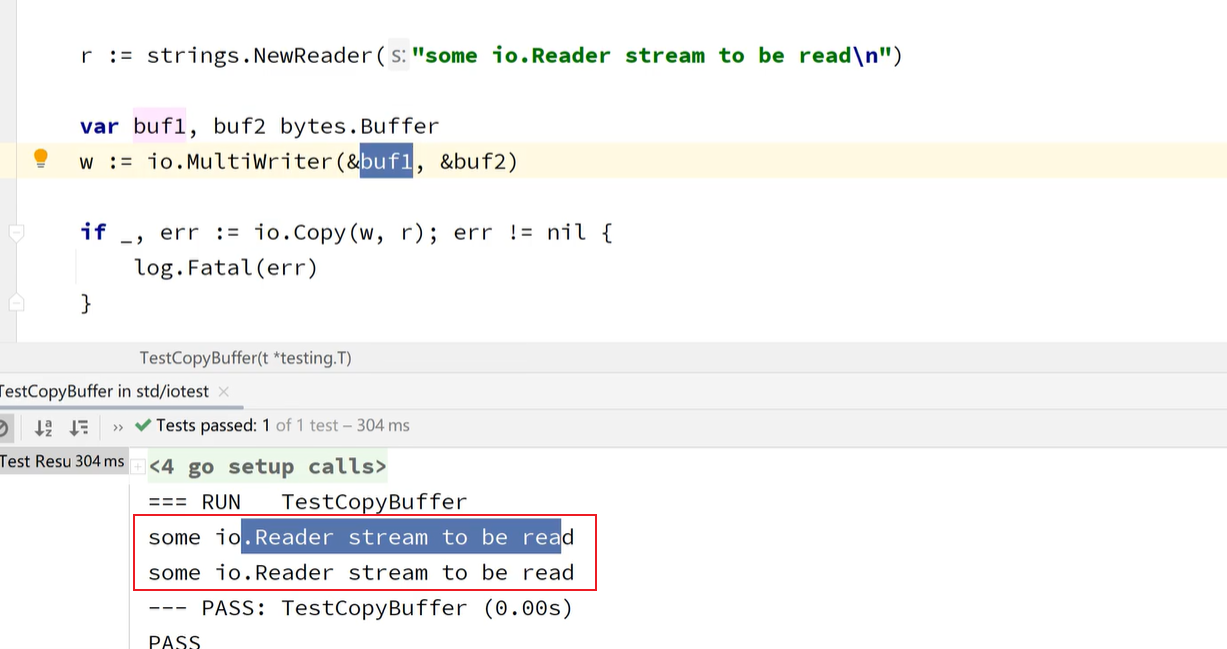 r := strings.NewReader( s: "some io.Reader stream to be read\n")
var buf1, buf2 bytes.Buffer
w := io.MultiWriter(&buf1, &buf2)
if _, err := io.Copy(w, r); err != nil {
log.Fatal(err)
}
TestCopyBuffer(t *testing.T)
TestCopyBuffer in std/iotest ×
›› Tests passed: 1 of 1 test – 304 ms
Test Resu 304 ms
<4 go setup calls>
=== RUN   TestCopyBuffer
some io.Reader stream to be read
some io.Reader stream to be read
--- PASS: TestCopyBuffer (0.00s)
PASS